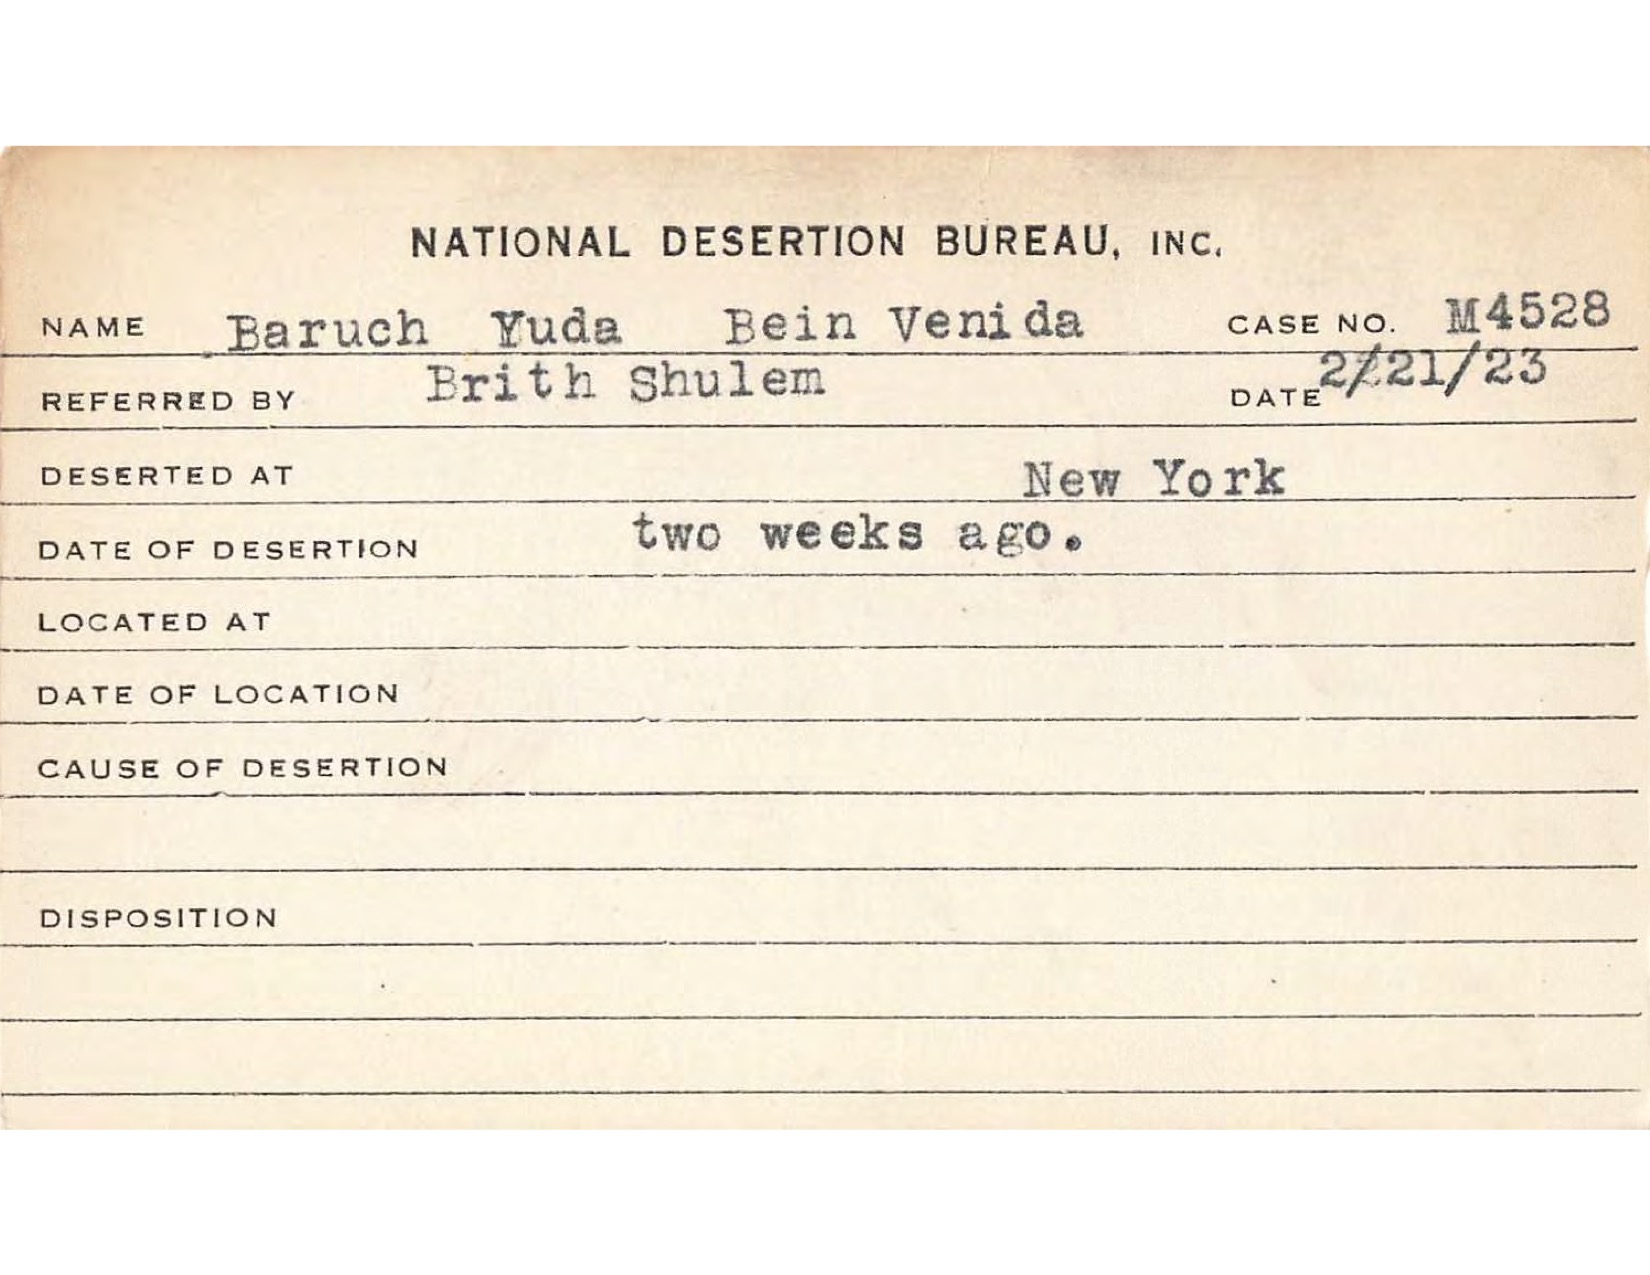 NATIONAL DESERTION BUREAU, INC.
NAME Baruch Yuda Bein Venida CASE NO. M4528
REFERRED BY Brith Shulem DATE 2/21/23
DESERTED AT New York
DATE OF DESERTION two weeks ago.
LOCATED AT
DATE OF LOCATION
CAUSE OF DESERTION
DISPOSITION